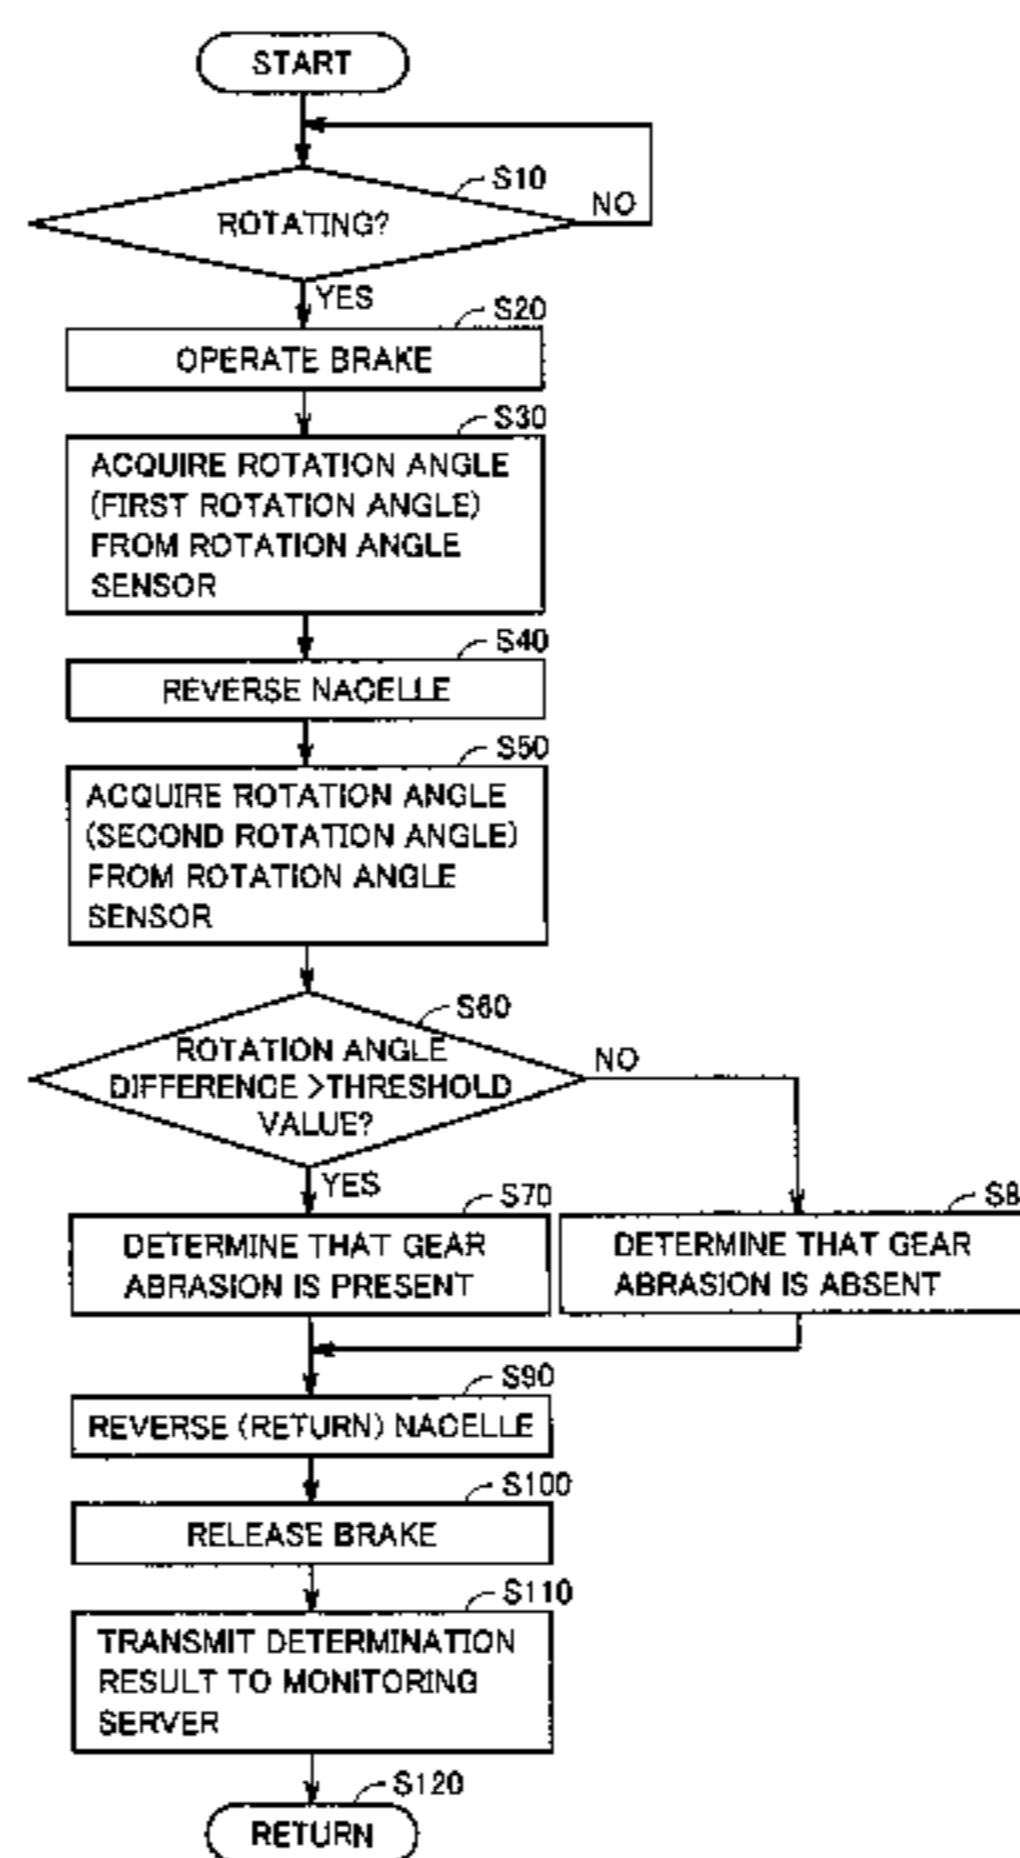 START
S10
ROTATING?
NO
YES
S20
OPERATE BRAKE
S30
ACQUIRE ROTATION ANGLE
(FIRST ROTATION ANGLE)
FROM ROTATION ANGLE
SENSOR
S40
REVERSE NACELLE
S50
ACQUIRE ROTATION ANGLE
(SECOND ROTATION ANGLE)
FROM ROTATION ANGLE
SENSOR
S60
ROTATION ANGLE
DIFFERENCE >THRESHOLD
VALUE?
NO
YES
S70
DETERMINE THAT GEAR
ABRASION IS PRESENT
S8
DETERMINE THAT GEAR
ABRASION IS ABSENT
S90
REVERSE (RETURN) NACELLE
S100
RELEASE BRAKE
S110
TRANSMIT DETERMINATION
RESULT TO MONITORING
SERVER
S120
RETURN